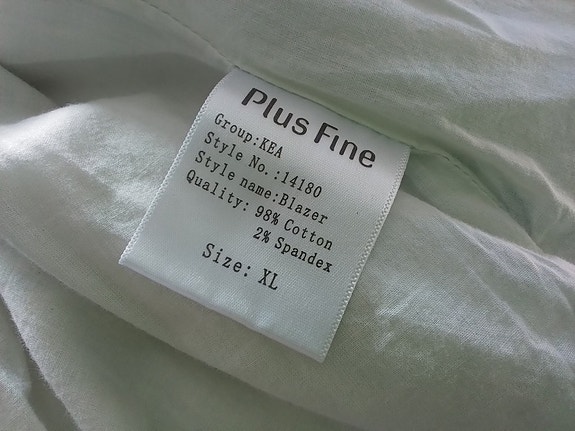 Plus Fine
Group:KEA
Style No.:14180
Style name:Blazer
Quality: 98% Cotton
2% Spandex
Size: XL